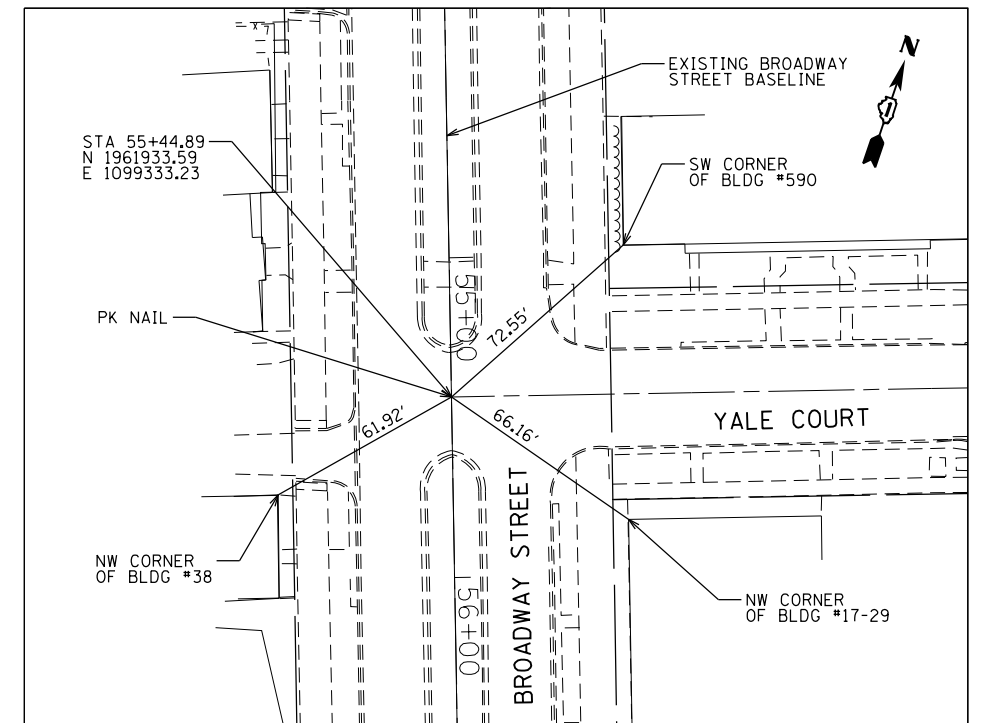 N
EXISTING BROADWAY
STREET BASELINE
STA 55+44.89
N 1961933.59
E 1099333.23
SW CORNER
OF BLDG #590
PK NAIL
55+00
72.55'
61.92'
66.16'
YALE COURT
BROADWAY STREET
NW CORNER
OF BLDG #38
56+00
NW CORNER
OF BLDG #17-29